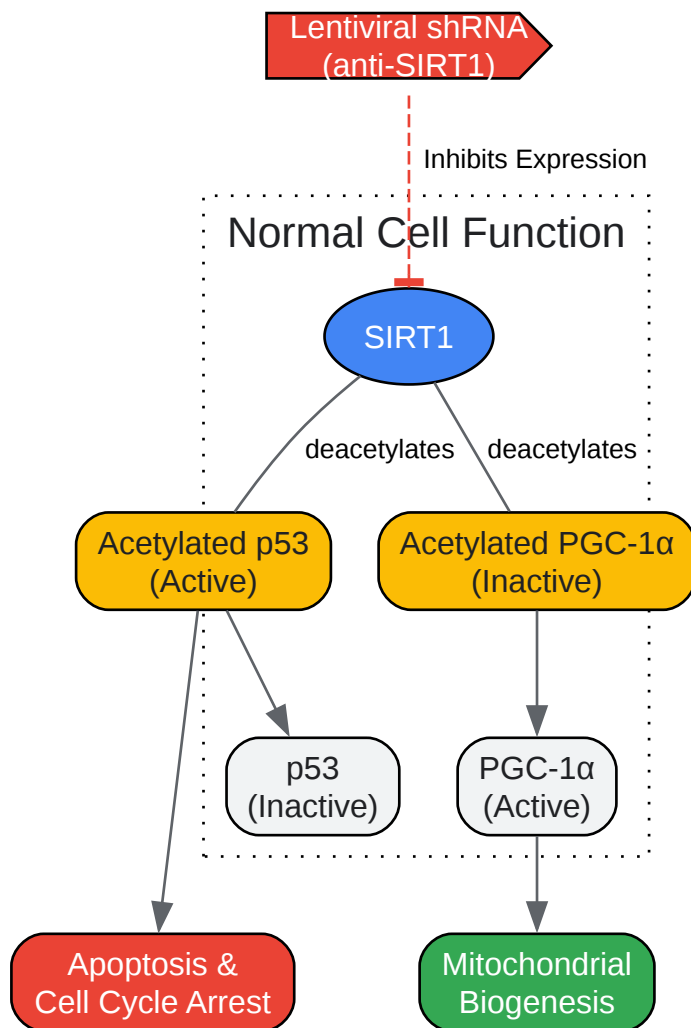 Lentiviral shRNA
(anti-SIRT1)
Inhibits Expression
Normal Cell Function
SIRT1
deacetylates
deacetylates
Acetylated p53
(Active)
Acetylated PGC-1α
(Inactive)
p53
(Inactive)
PGC-1α
(Active)
Apoptosis &
Cell Cycle Arrest
Mitochondrial
Biogenesis